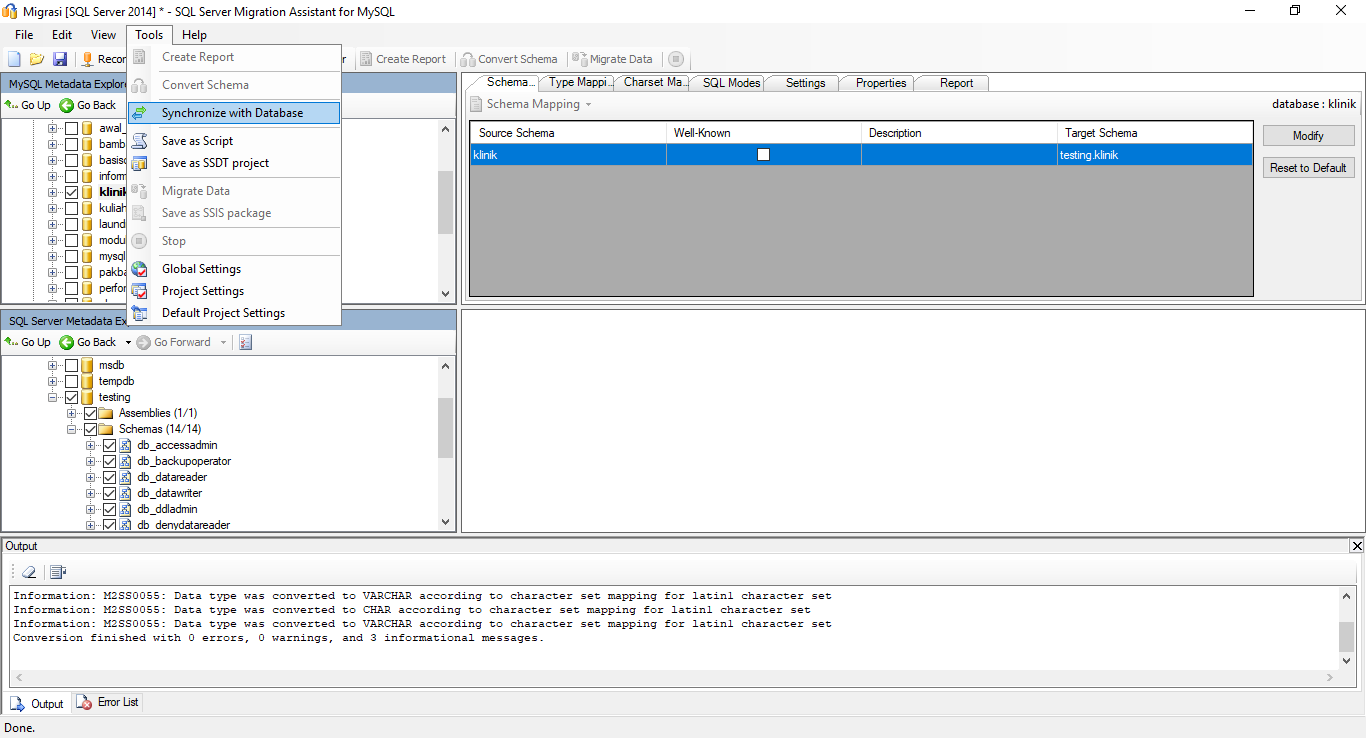 Migrasi [SQL Server 2014] * - SQL Server Migration Assistant for MySQL
File Edit View Tools Help
Create Report Convert Schema Migrate Data
Create Report
Convert Schema
Synchronize with Database
Save as Script
Save as SSDT project
Migrate Data
Save as SSIS package
Stop
Global Settings
Project Settings
Default Project Settings
MySQL Metadata Explore
Go Up Go Back
awal_
bamb
basisd
inform
klinik
kuliah
laund
modu
mysql
pakba
perfor
Schema... Type Mappi... Charset Ma... SQL Modes Settings Properties Report
Schema Mapping database : klinik
Source Schema Well-Known Description Target Schema
klinik testing.klinik
Modify
Reset to Default
SQL Server Metadata Ex
Go Up Go Back Go Forward
msdb
tempdb
testing
Assemblies (1/1)
Schemas (14/14)
db_accessadmin
db_backupoperator
db_datareader
db_datawriter
db_ddladmin
db_denydatareader
Output
Information: M2SS0055: Data type was converted to VARCHAR according to character set mapping for latin1 character set
Information: M2SS0055: Data type was converted to CHAR according to character set mapping for latin1 character set
Information: M2SS0055: Data type was converted to VARCHAR according to character set mapping for latin1 character set
Conversion finished with 0 errors, 0 warnings, and 3 informational messages.
Output Error List
Done.